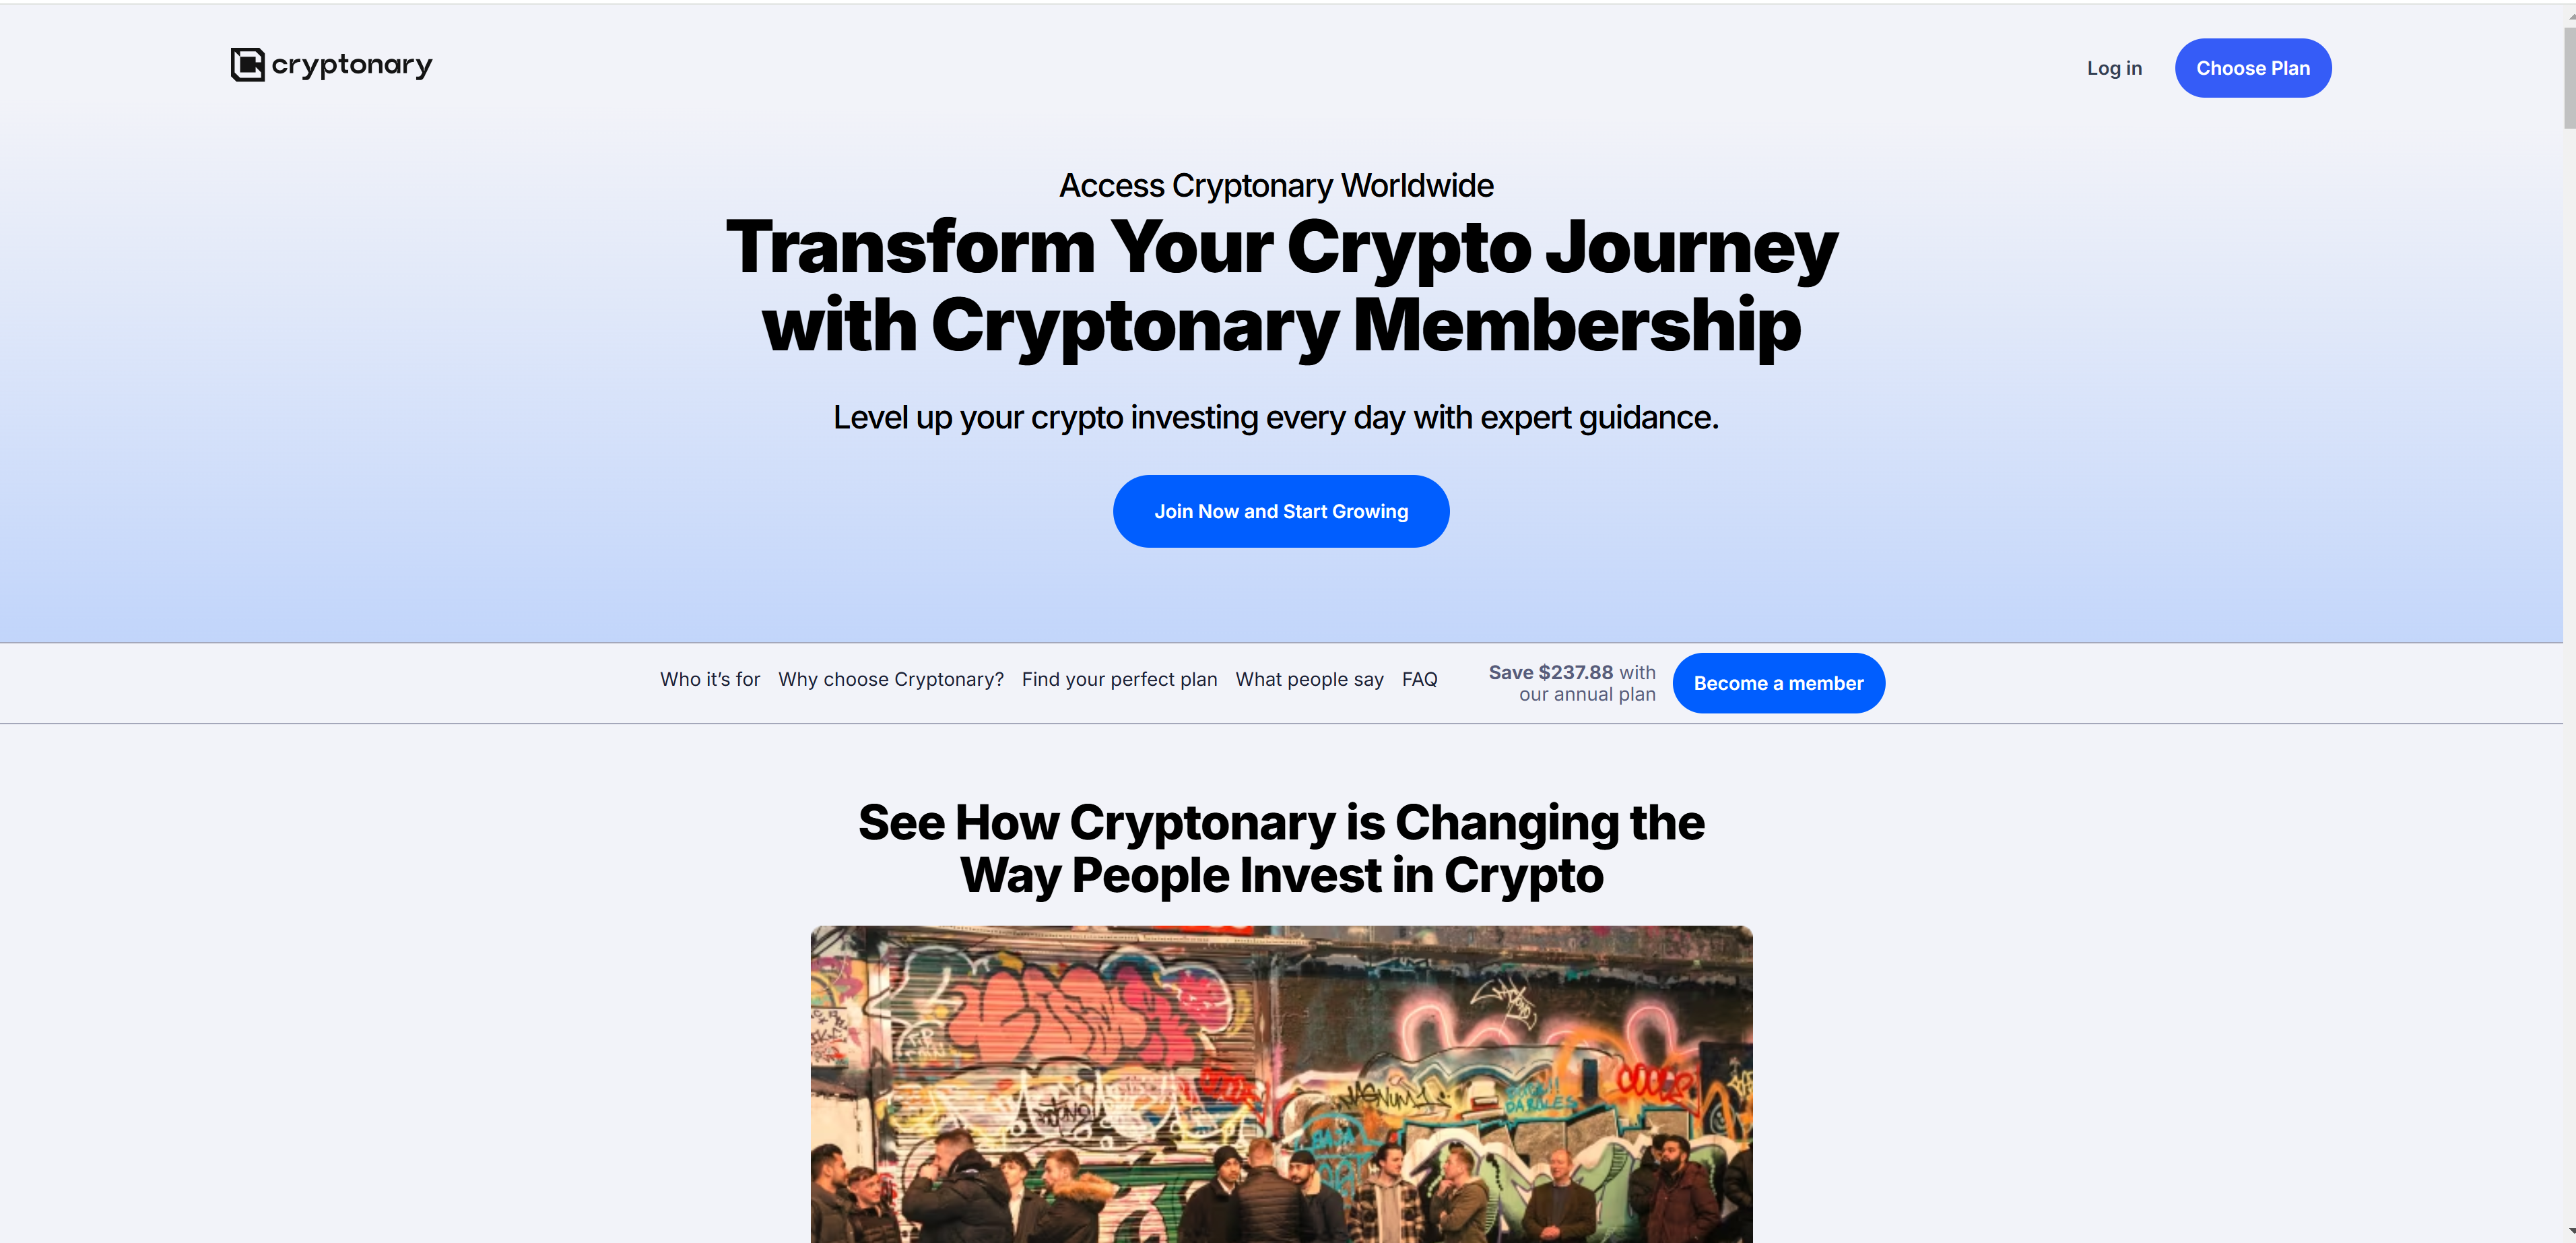 cryptonary
Log in
Choose Plan
Access Cryptonary Worldwide
Transform Your Crypto Journey
with Cryptonary Membership
Level up your crypto investing every day with expert guidance.
Join Now and Start Growing
Who it’s for
Why choose Cryptonary?
Find your perfect plan
What people say
FAQ
Save $237.88 with
our annual plan
Become a member
See How Cryptonary is Changing the
Way People Invest in Crypto
MAGNUM